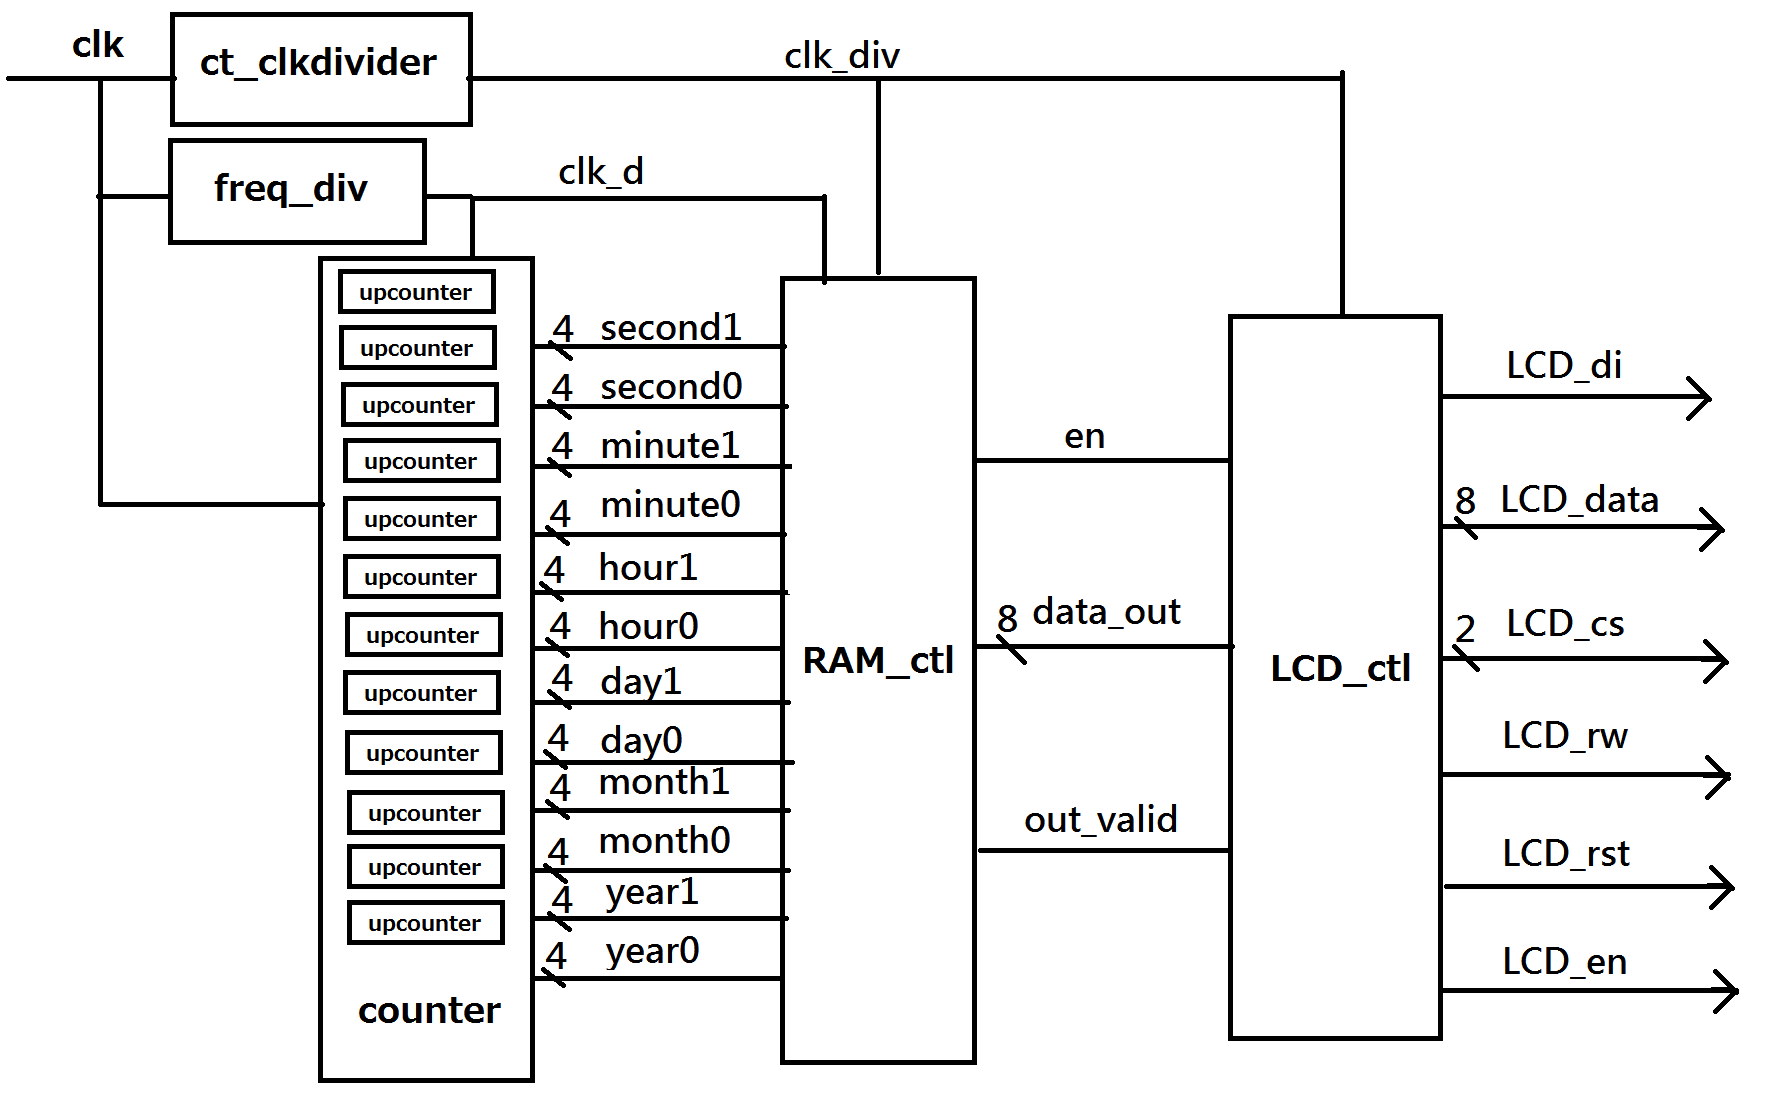 clk
ct_clkdivider
clk_div
freq_div
clk_d
upcounter
upcounter
upcounter
upcounter
upcounter
upcounter
upcounter
upcounter
upcounter
upcounter
upcounter
upcounter
counter
4 second1
4 second0
4 minute1
4 minute0
4 hour1
4 hour0
4 day1
4 day0
4 month1
4 month0
4 year1
4 year0
RAM_ctl
en
8 data_out
out_valid
LCD_ctl
LCD_di
8 LCD_data
2 LCD_cs
LCD_rw
LCD_rst
LCD_en